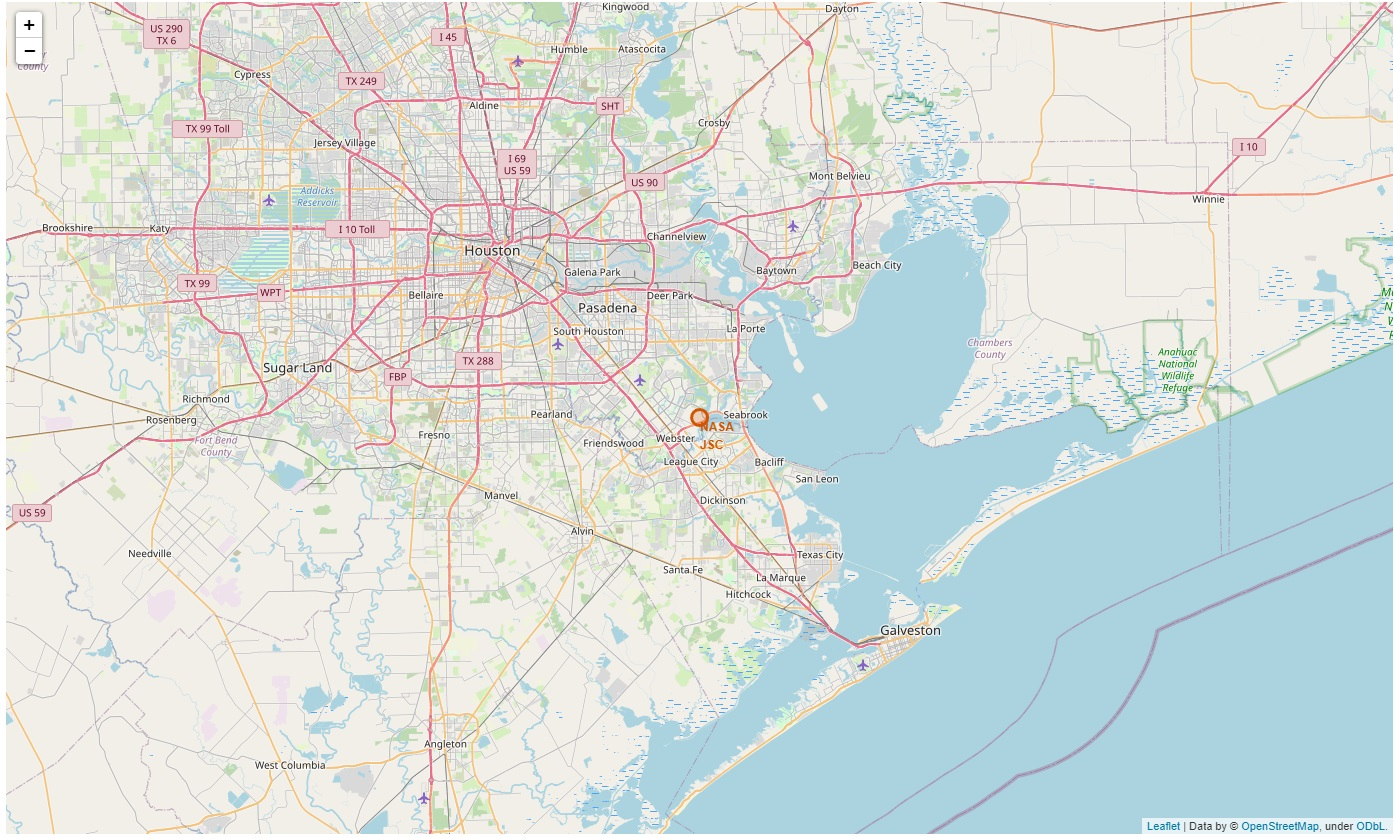 +
−
Kingwood
Dayton
US 290
TX 6
I 45
Humble
Atascocita
County
Cypress
TX 249
Aldine
SHT
Crosby
TX 99 Toll
Jersey Village
I 69
US 59
I 10
Mont Belvieu
US 90
Addicks
Reservoir
Winnie
Brookshire
Katy
I 10 Toll
Channelview
Houston
Galena Park
Baytown
Beach City
TX 99
WPT
Bellaire
Deer Park
Pasadena
South Houston
La Porte
Chambers
County
Anahuac
National
Wildlife
Refuge
TX 288
Sugar Land
FBP
Richmond
Rosenberg
Pearland
Seabrook
NASA
JSC
Fort Bend
County
Fresno
Friendswood
Webster
League City
Bacliff
San Leon
Manvel
Dickinson
US 59
Alvin
Needville
Texas City
Santa Fe
La Marque
Hitchcock
Galveston
Angleton
West Columbia
Leaflet | Data by © OpenStreetMap, under ODbL.